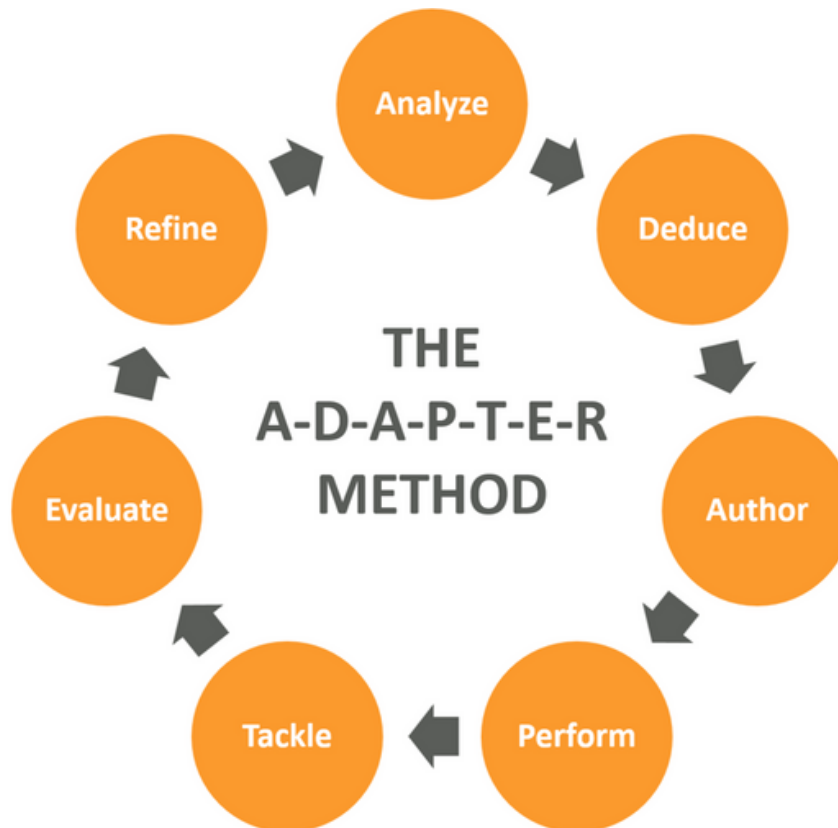 Analyze
Deduce
Author
Perform
Tackle
Evaluate
Refine
THE
A-D-A-P-T-E-R
METHOD